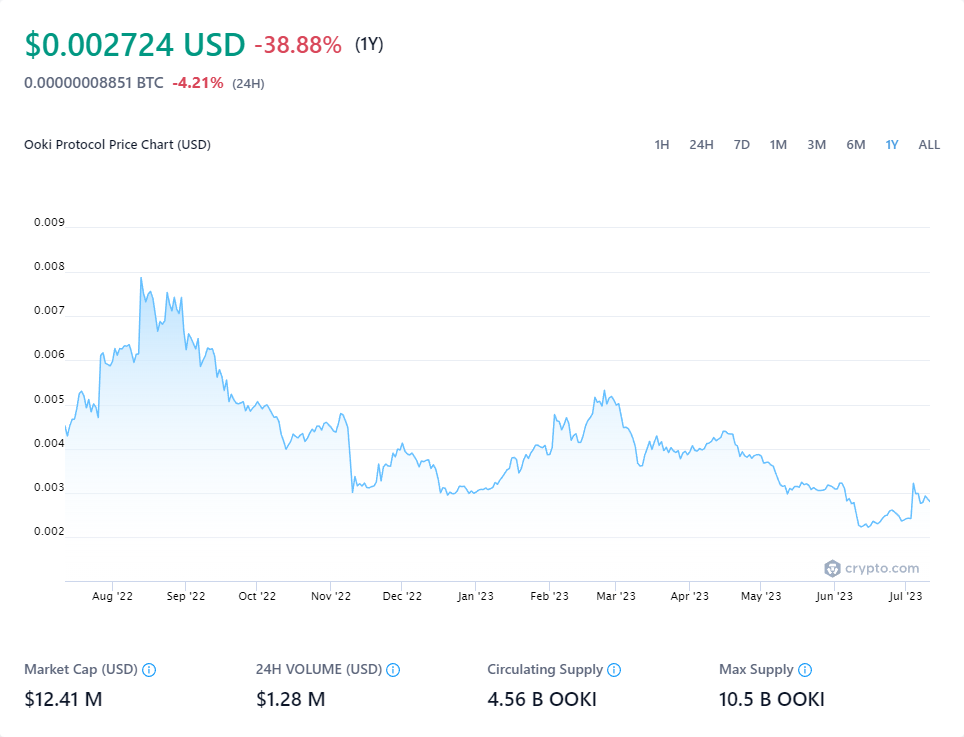 $0.002724 USD -38.88% (1Y)
0.00000008851 BTC -4.21% (24H)
Ooki Protocol Price Chart (USD) 1H 24H 7D 1M 3M 6M 1Y ALL
0.009
0.008
0.007
0.006
0.005
0.004
0.003
0.002
crypto.com
Aug '22 Sep '22 Oct '22 Nov '22 Dec '22 Jan '23 Feb '23 Mar '23 Apr '23 May '23 Jun '23 Jul '23
Market Cap (USD) 24H VOLUME (USD) Circulating Supply Max Supply
$12.41 M $1.28 M 4.56 B OOKI 10.5 B OOKI